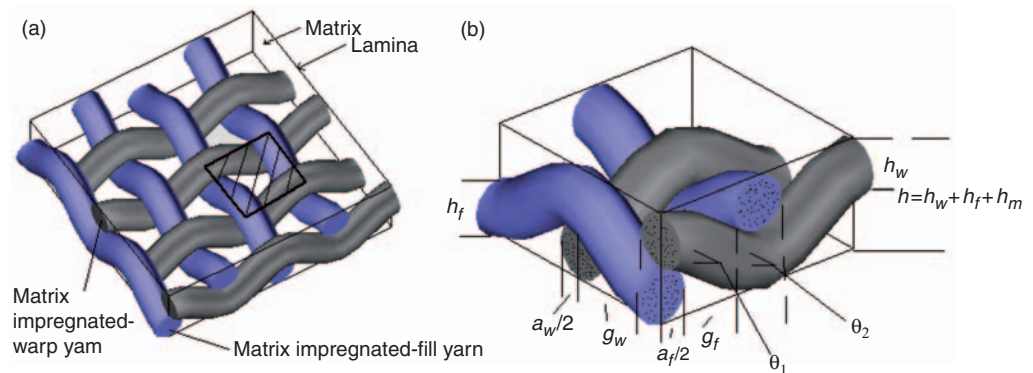 (a)
Matrix
Lamina
Matrix
impregnated-
warp yam
Matrix impregnated-fill yarn
(b)
h_f
h_w
h=h_w+h_f+h_m
a_w/2
g_w
a_f/2
g_f
θ_1
θ_2